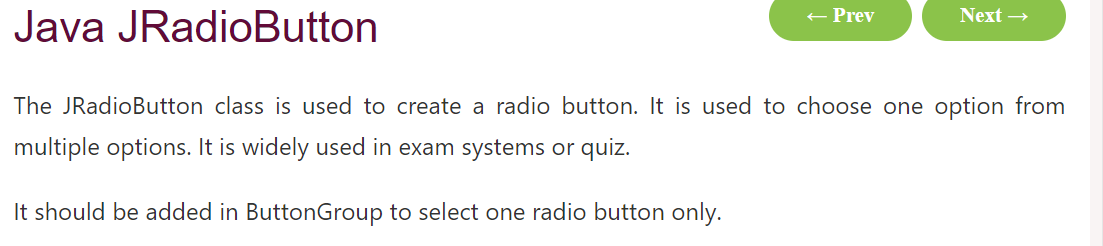 Java JRadioButton
← Prev
Next →
The JRadioButton class is used to create a radio button. It is used to choose one option from
multiple options. It is widely used in exam systems or quiz.
It should be added in ButtonGroup to select one radio button only.